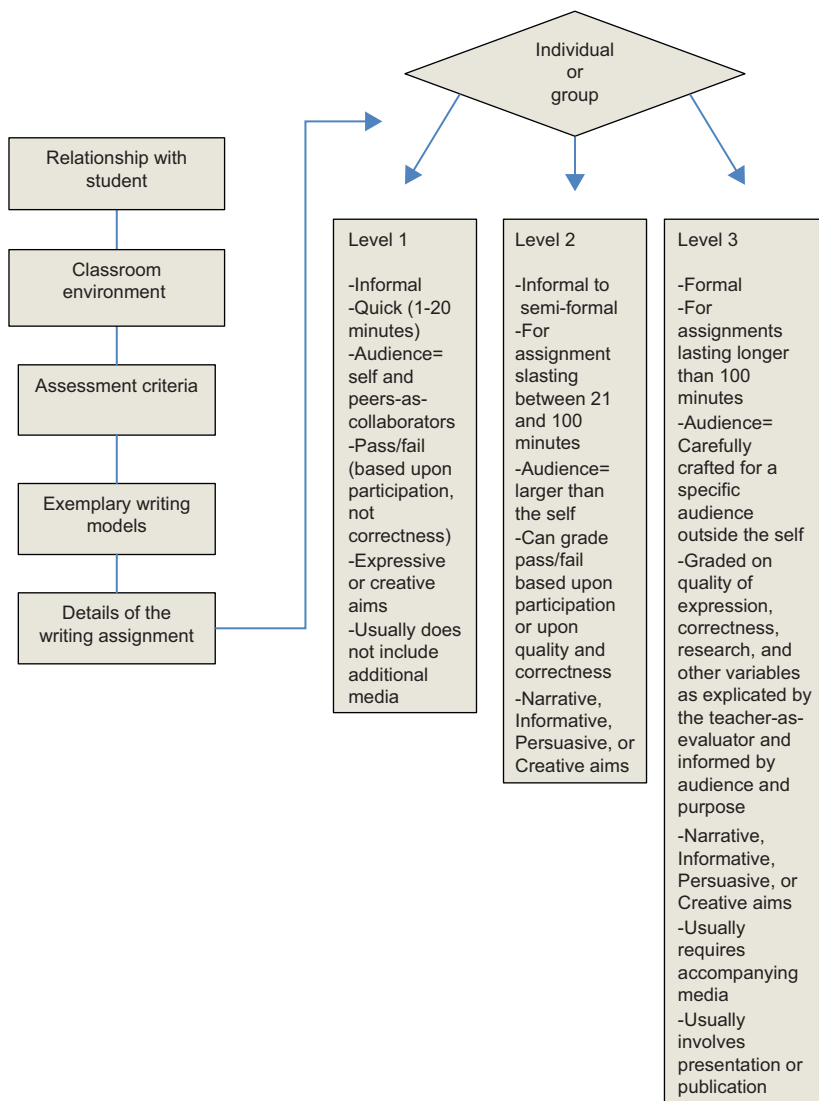 Individual
or
group
Relationship with
student
Classroom
environment
Assessment criteria
Exemplary writing
models
Details of the
writing assignment
Level 1
-Informal
-Quick (1-20
minutes)
-Audience=
self and
peers-as-
collaborators
-Pass/fail
(based upon
participation,
not
correctness)
-Expressive
or creative
aims
-Usually does
not include
additional
media
Level 2
-Informal to
semi-formal
-For
assignment
slasting
between 21
and 100
minutes
-Audience=
larger than
the self
-Can grade
pass/fail
based upon
participation
or upon
quality and
correctness
-Narrative,
Informative,
Persuasive, or
Creative aims
Level 3
-Formal
-For
assignments
lasting longer
than 100
minutes
-Audience=
Carefully
crafted for a
specific
audience
outside the self
-Graded on
quality of
expression,
correctness,
research, and
other variables
as explicated by
the teacher-as-
evaluator and
informed by
audience and
purpose
-Narrative,
Informative,
Persuasive, or
Creative aims
-Usually
requires
accompanying
media
-Usually
involves
presentation or
publication